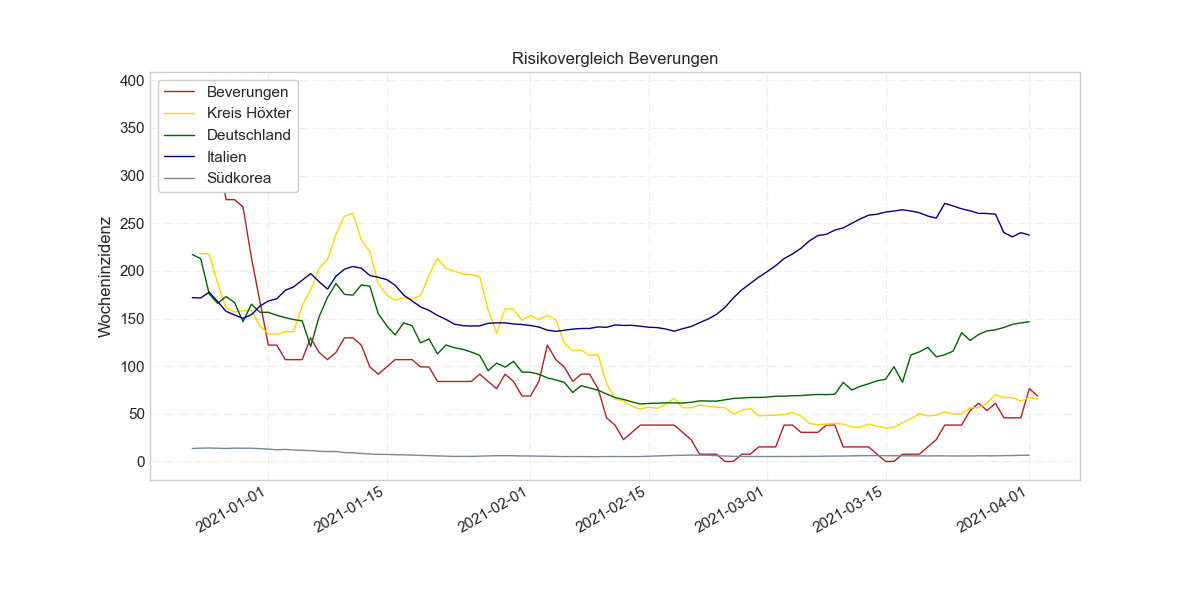 Risikovergleich Beverungen
Wocheninzidenz
400
350
300
250
200
150
100
50
0
Beverungen
Kreis Höxter
Deutschland
Italien
Südkorea
2021-01-01
2021-01-15
2021-02-01
2021-02-15
2021-03-01
2021-03-15
2021-04-01